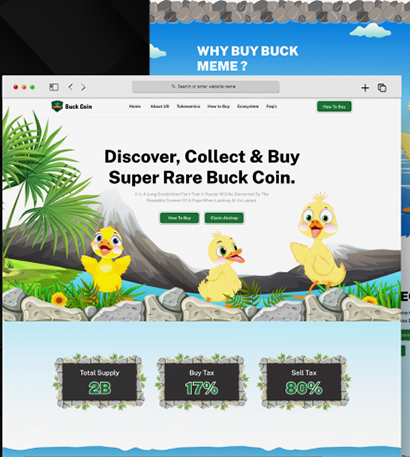 WHY BUY BUCK
MEME ?
Search or enter website name
Buck Coin
Home About US Tokenomics How to Buy Ecosystem Faq's
How To Buy
Discover, Collect & Buy
Super Rare Buck Coin.
It Is A Long Established Fact That A Reader Will Be Distracted By The
Readable Content Of A Page When Looking At Its Layout.
How To Buy Claim Airdrop
Total Supply
2B
Buy Tax
17%
Sell Tax
80%